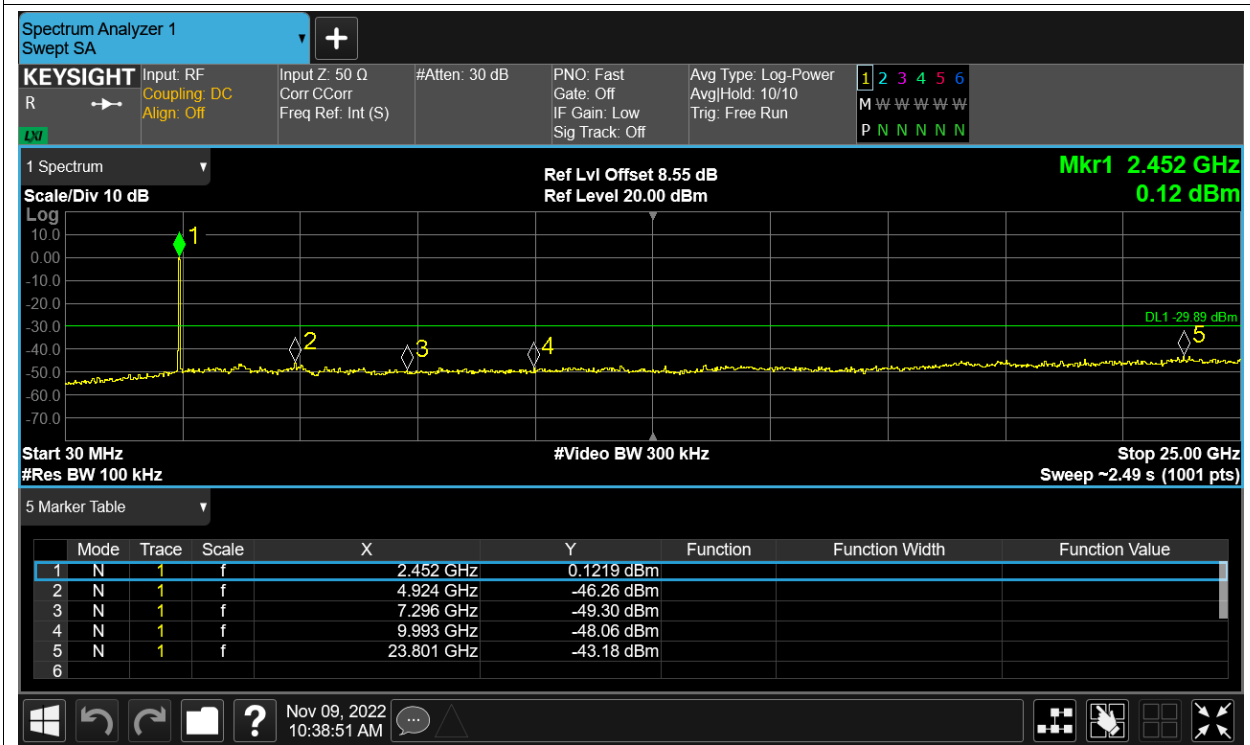 Spectrum Analyzer 1
Swept SA
KEYSIGHT
R
LXI
Input: RF
Coupling: DC
Align: Off
Input Z: 50 Ω
Corr CCorr
Freq Ref: Int (S)
#Atten: 30 dB
PNO: Fast
Gate: Off
IF Gain: Low
Sig Track: Off
Avg Type: Log-Power
Avg|Hold: 10/10
Trig: Free Run
1 2 3 4 5 6
M W W W W W
P N N N N N
1 Spectrum
Scale/Div 10 dB
Ref Lvl Offset 8.55 dB
Ref Level 20.00 dBm
Mkr1 2.452 GHz
0.12 dBm
Log
10.0
0.00
-10.0
-20.0
-30.0
-40.0
-50.0
-60.0
-70.0
1
2
3
4
5
DL1 -29.89 dBm
Start 30 MHz
#Video BW 300 kHz
Stop 25.00 GHz
#Res BW 100 kHz
Sweep ~2.49 s (1001 pts)
5 Marker Table
Mode Trace Scale X Y Function Function Width Function Value
1 N 1 f 2.452 GHz 0.1219 dBm
2 N 1 f 4.924 GHz -46.26 dBm
3 N 1 f 7.296 GHz -49.30 dBm
4 N 1 f 9.993 GHz -48.06 dBm
5 N 1 f 23.801 GHz -43.18 dBm
6
?
Nov 09, 2022
10:38:51 AM